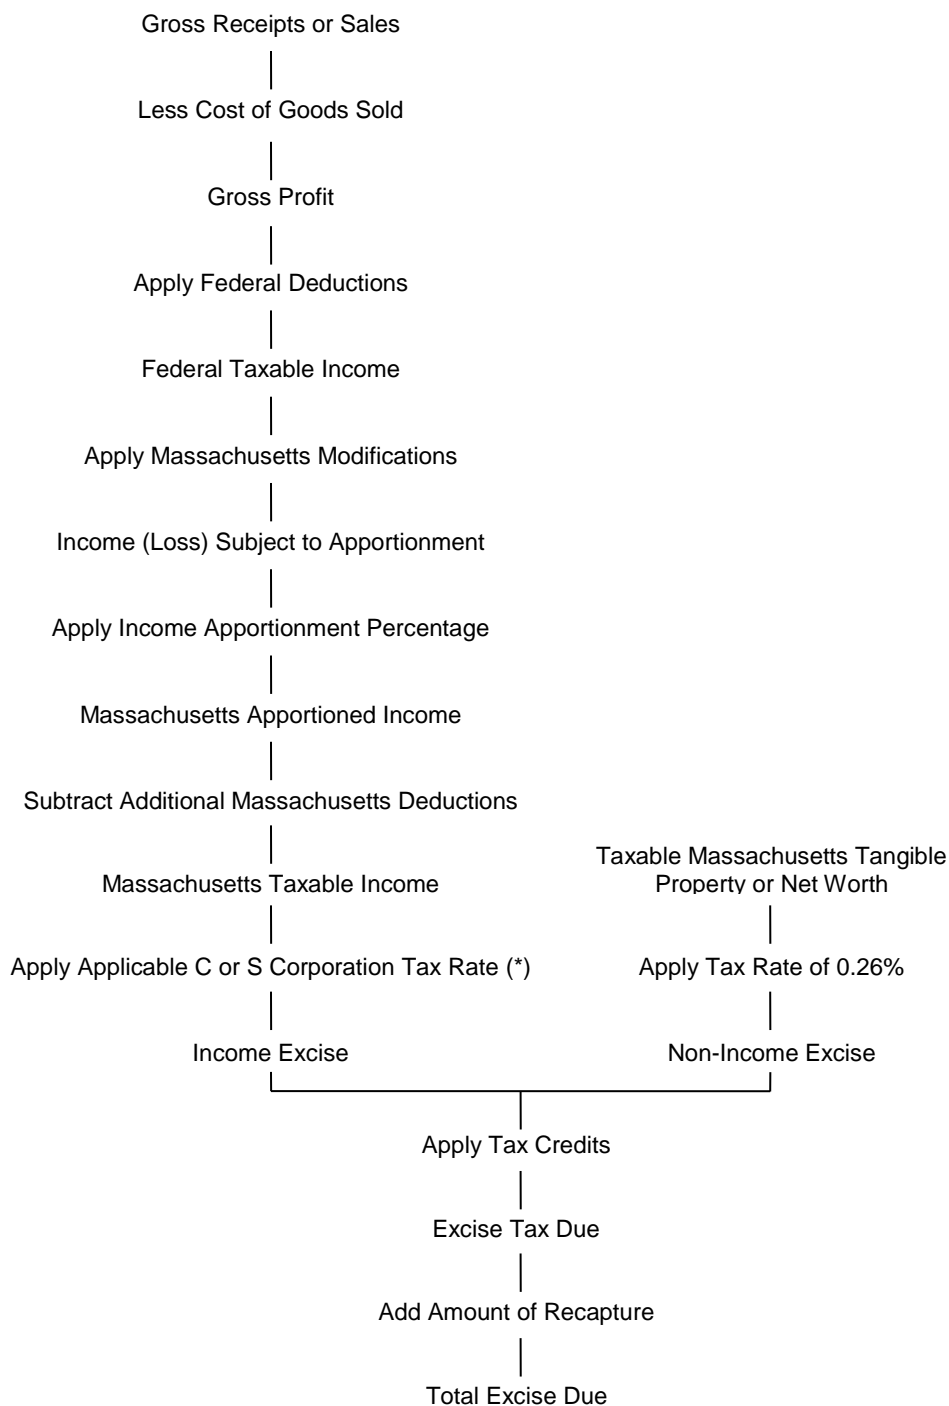 Gross Receipts or Sales
Less Cost of Goods Sold
Gross Profit
Apply Federal Deductions
Federal Taxable Income
Apply Massachusetts Modifications
Income (Loss) Subject to Apportionment
Apply Income Apportionment Percentage
Massachusetts Apportioned Income
Subtract Additional Massachusetts Deductions
Massachusetts Taxable Income
Taxable Massachusetts Tangible
Property or Net Worth
Apply Applicable C or S Corporation Tax Rate (*)
Apply Tax Rate of 0.26%
Income Excise
Non-Income Excise
Apply Tax Credits
Excise Tax Due
Add Amount of Recapture
Total Excise Due